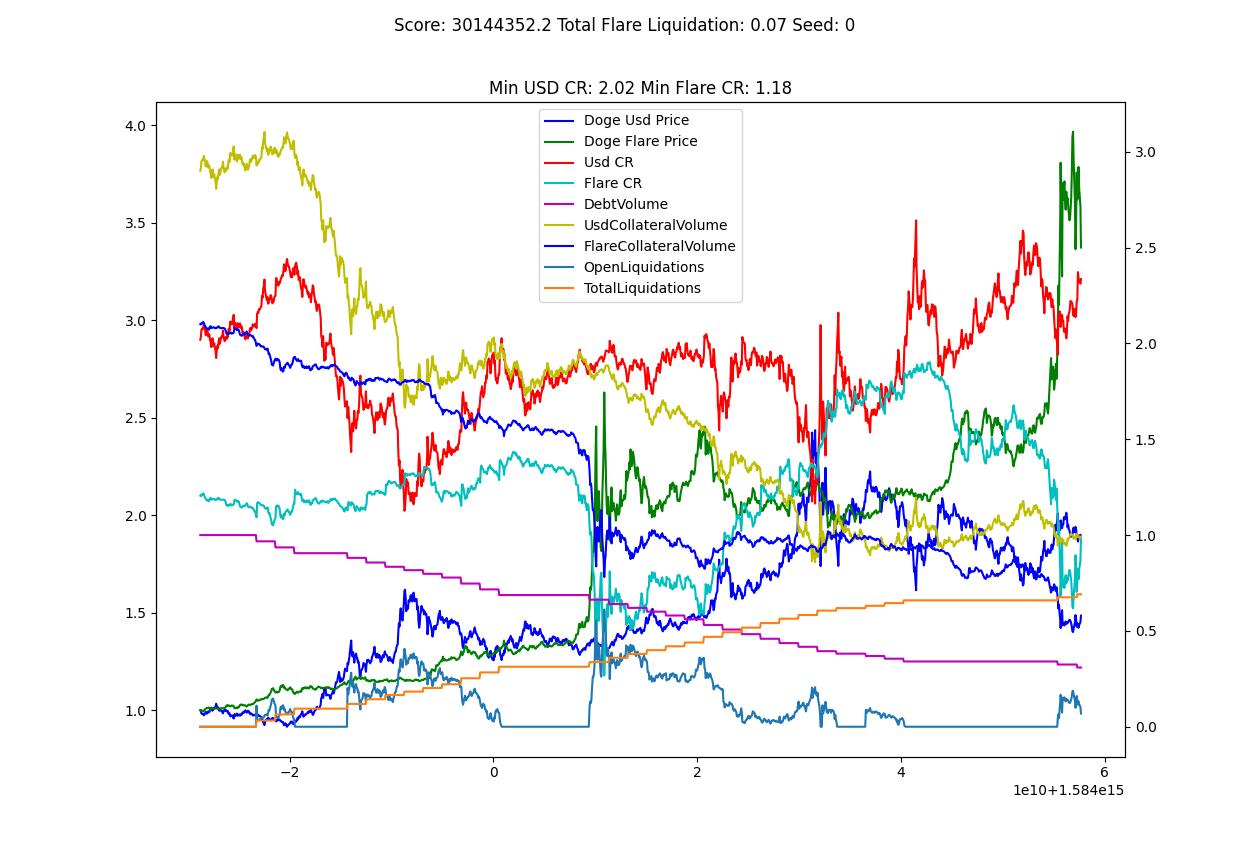 Score: 30144352.2 Total Flare Liquidation: 0.07 Seed: 0
Min USD CR: 2.02 Min Flare CR: 1.18
Doge Usd Price
Doge Flare Price
Usd CR
Flare CR
DebtVolume
UsdCollateralVolume
FlareCollateralVolume
OpenLiquidations
TotalLiquidations
4.0
3.5
3.0
2.5
2.0
1.5
1.0
3.0
2.5
2.0
1.5
1.0
0.5
0.0
−2 0 2 4 6
1e10+1.584e15